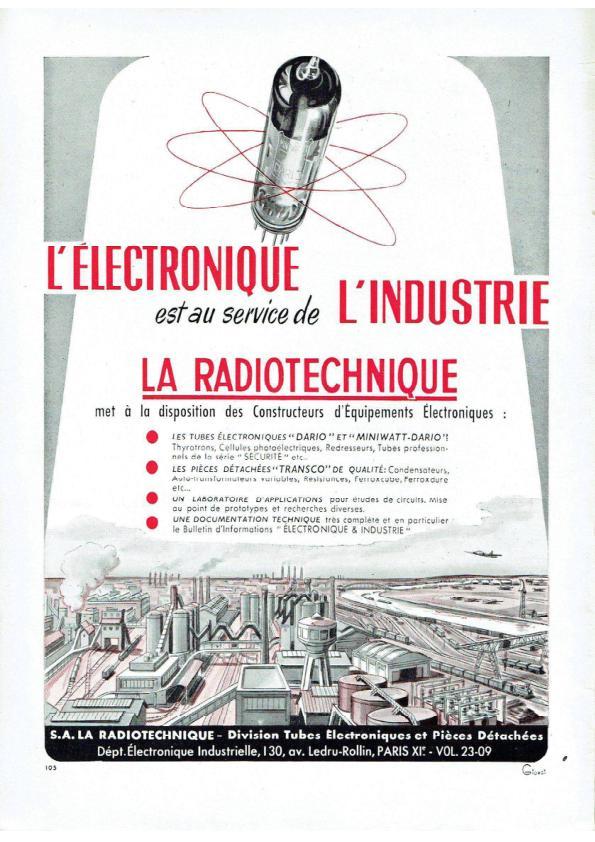 L'ÉLECTRONIQUE
est au service de L'INDUSTRIE
LA RADIOTECHNIQUE
met à la disposition des Constructeurs d'Équipements Électroniques :
LES TUBES ÉLECTRONIQUES "DARIO" ET "MINIWATT-DARIO":
Thyratrons, Cellules photoélectriques, Redresseurs, Tubes profession-
nels de la série "SÉCURITÉ" etc..
LES PIÈCES DÉTACHÉES "TRANSCO" DE QUALITÉ: Condensateurs,
Auto-transformateurs variables, Résistances, Ferroxcube, Ferroxdure
etc...
UN LABORATOIRE D'APPLICATIONS pour études de circuits. Mise
au point de prototypes et recherches diverses.
UNE DOCUMENTATION TECHNIQUE très complète et en particulier
le Bulletin d'Informations "ÉLECTRONIQUE & INDUSTRIE"
S.A. LA RADIOTECHNIQUE - Division Tubes Électroniques et Pièces Détachées
Dépt. Électronique Industrielle, 130, av. Ledru-Rollin, PARIS XIe - VOL. 23-09
105